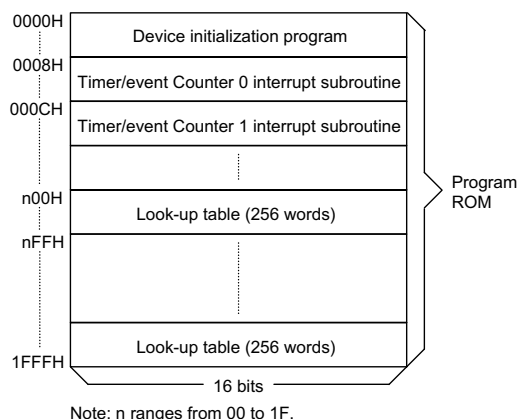 0000H
Device initialization program
0008H
Timer/event Counter 0 interrupt subroutine
000CH
Timer/event Counter 1 interrupt subroutine
n00H
Look-up table (256 words)
nFFH
Program
ROM
Look-up table (256 words)
1FFFH
16 bits
Note: n ranges from 00 to 1F.